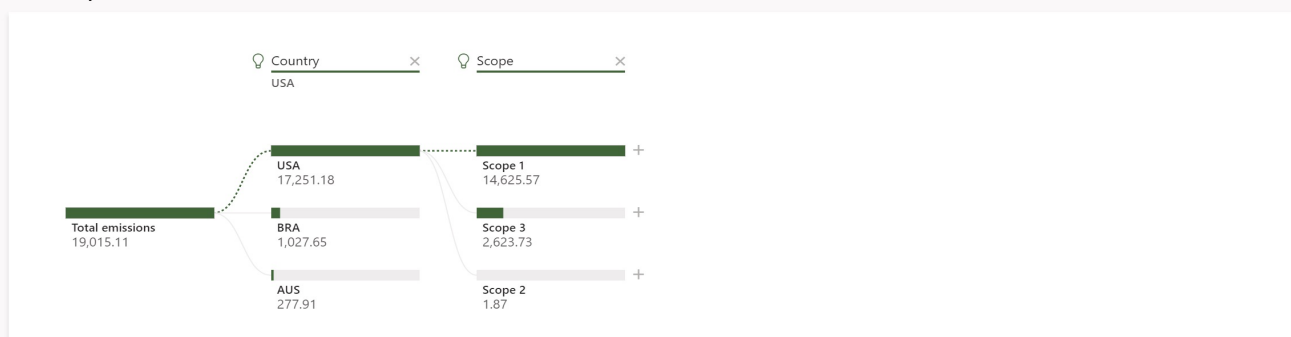 Country
Scope
USA
USA
17,251.18
Scope 1
14,625.57
Total emissions
19,015.11
BRA
1,027.65
Scope 3
2,623.73
AUS
277.91
Scope 2
1.87